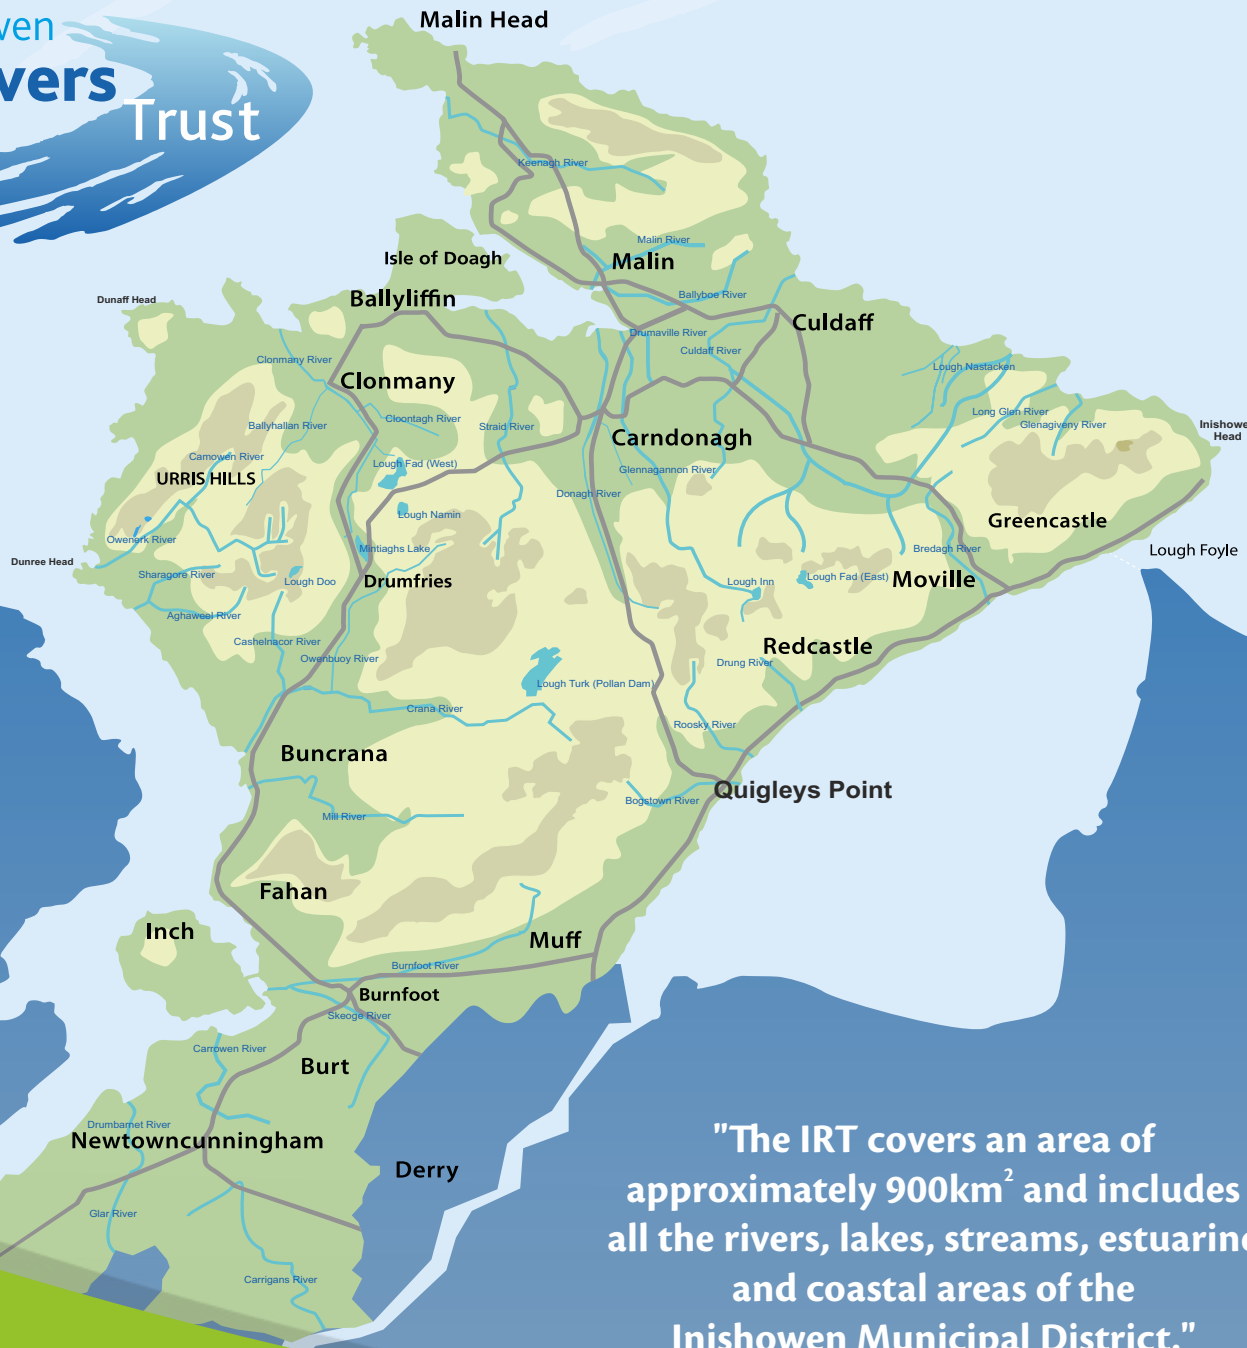 wen
vers
Trust
Malin Head
Keenagh River
Malin River
Isle of Doagh
Malin
Ballyliffin
Ballyboe River
Dunaff Head
Culdaff
Drumaville River
Culdaff River
Clonmany River
Lough Nastacken
Clonmany
Long Glen River
Glenagiveny River
Cloontagh River
Ballyhallan River
Straid River
Inishowe
Head
Carndonagh
Camowen River
Lough Fad (West)
Glennagannon River
URRIS HILLS
Donagh River
Lough Namin
Greencastle
Owenerk River
Mintiaghs Lake
Bredagh River
Lough Foyle
Dunree Head
Sharagore River
Lough Doo
Drumfries
Lough Inn
Lough Fad (East)
Moville
Aghaweel River
Cashelnacor River
Redcastle
Owenbuoy River
Drung River
Lough Turk (Pollan Dam)
Crana River
Roosky River
Buncrana
Quigleys Point
Bogstown River
Mill River
Fahan
Inch
Muff
Burnfoot River
Burnfoot
Skeoge River
Carrowen River
Burt
Drumbarnet River
Newtowncunningham
Derry
Glar River
Carrigans River
"The IRT covers an area of
approximately 900km² and includes
all the rivers, lakes, streams, estuarine
and coastal areas of the
Inishowen Municipal District."